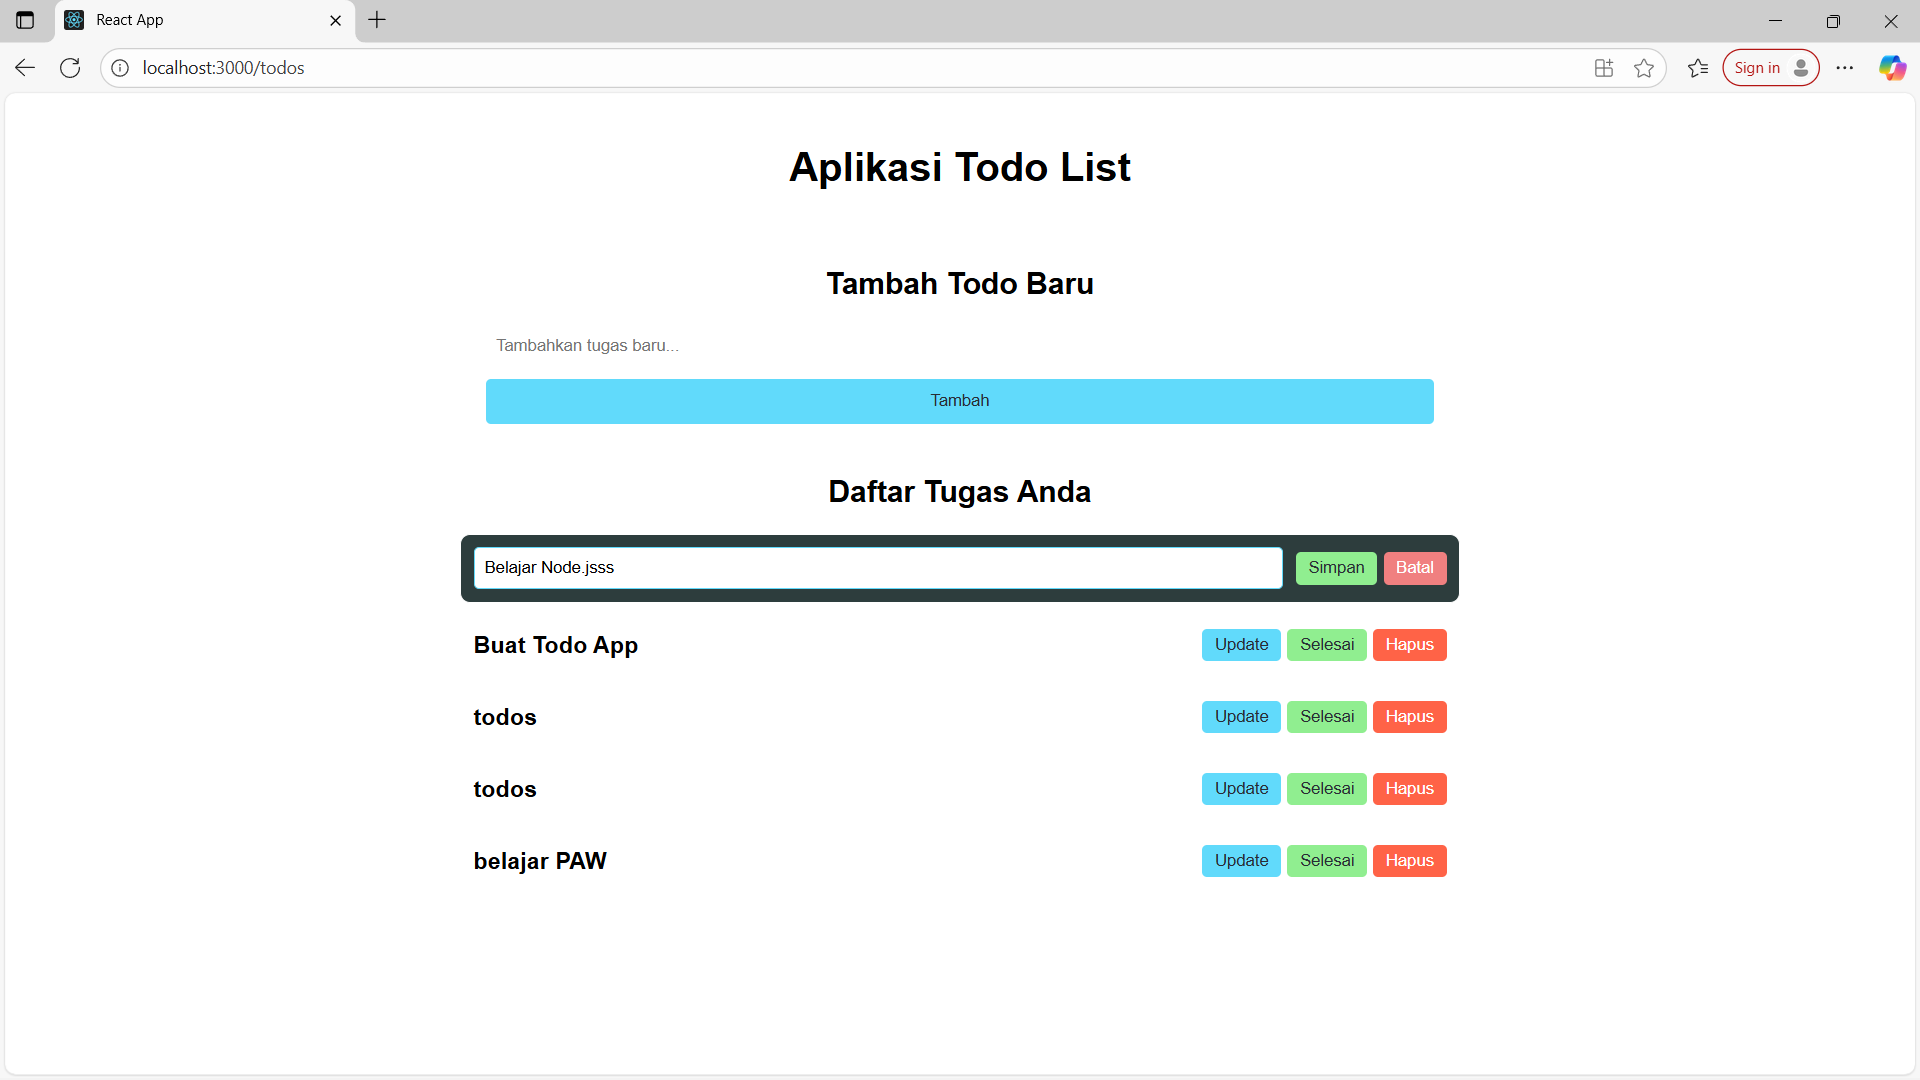 React App
localhost:3000/todos
Sign in
Aplikasi Todo List
Tambah Todo Baru
Tambahkan tugas baru...
Tambah
Daftar Tugas Anda
Belajar Node.jsss Simpan Batal
Buat Todo App Update Selesai Hapus
todos Update Selesai Hapus
todos Update Selesai Hapus
belajar PAW Update Selesai Hapus